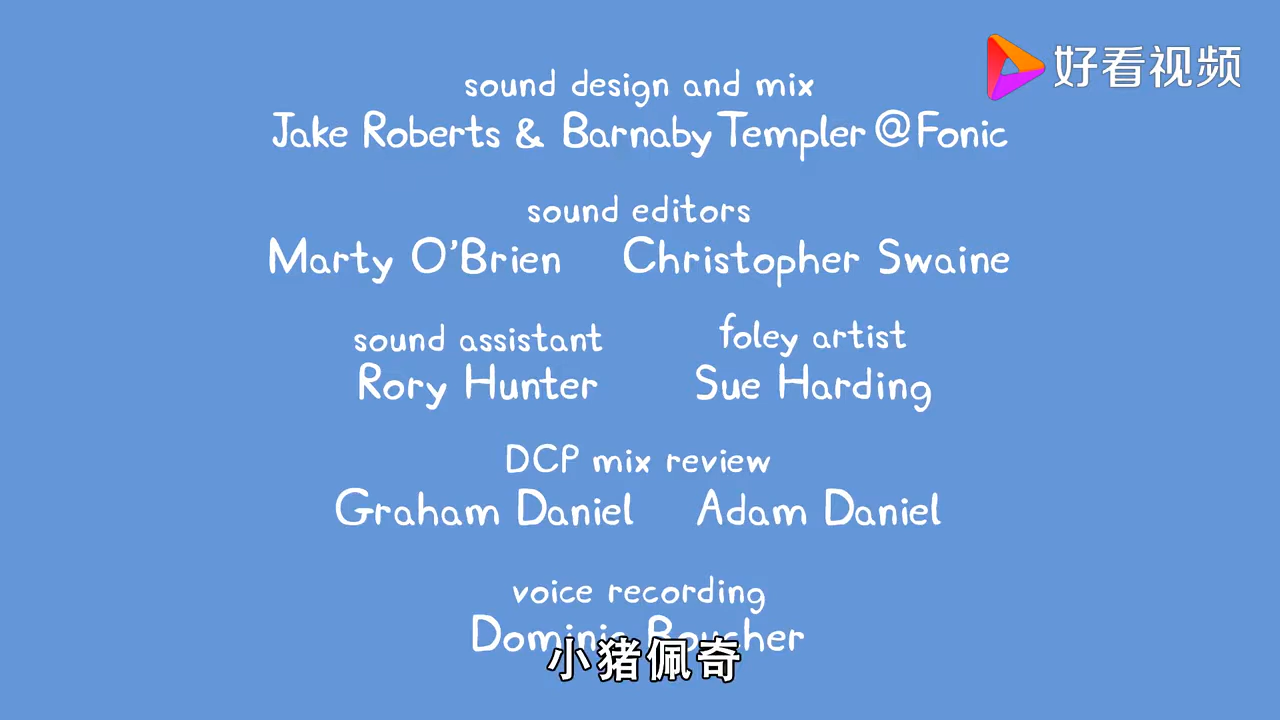 好看视频
sound design and mix
Jake Roberts & Barnaby Templer @ Fonic
sound editors
Marty O'Brien Christopher Swaine
sound assistant foley artist
Rory Hunter Sue Harding
DCP mix review
Graham Daniel Adam Daniel
voice recording
Dominic Boucher
小猪佩奇